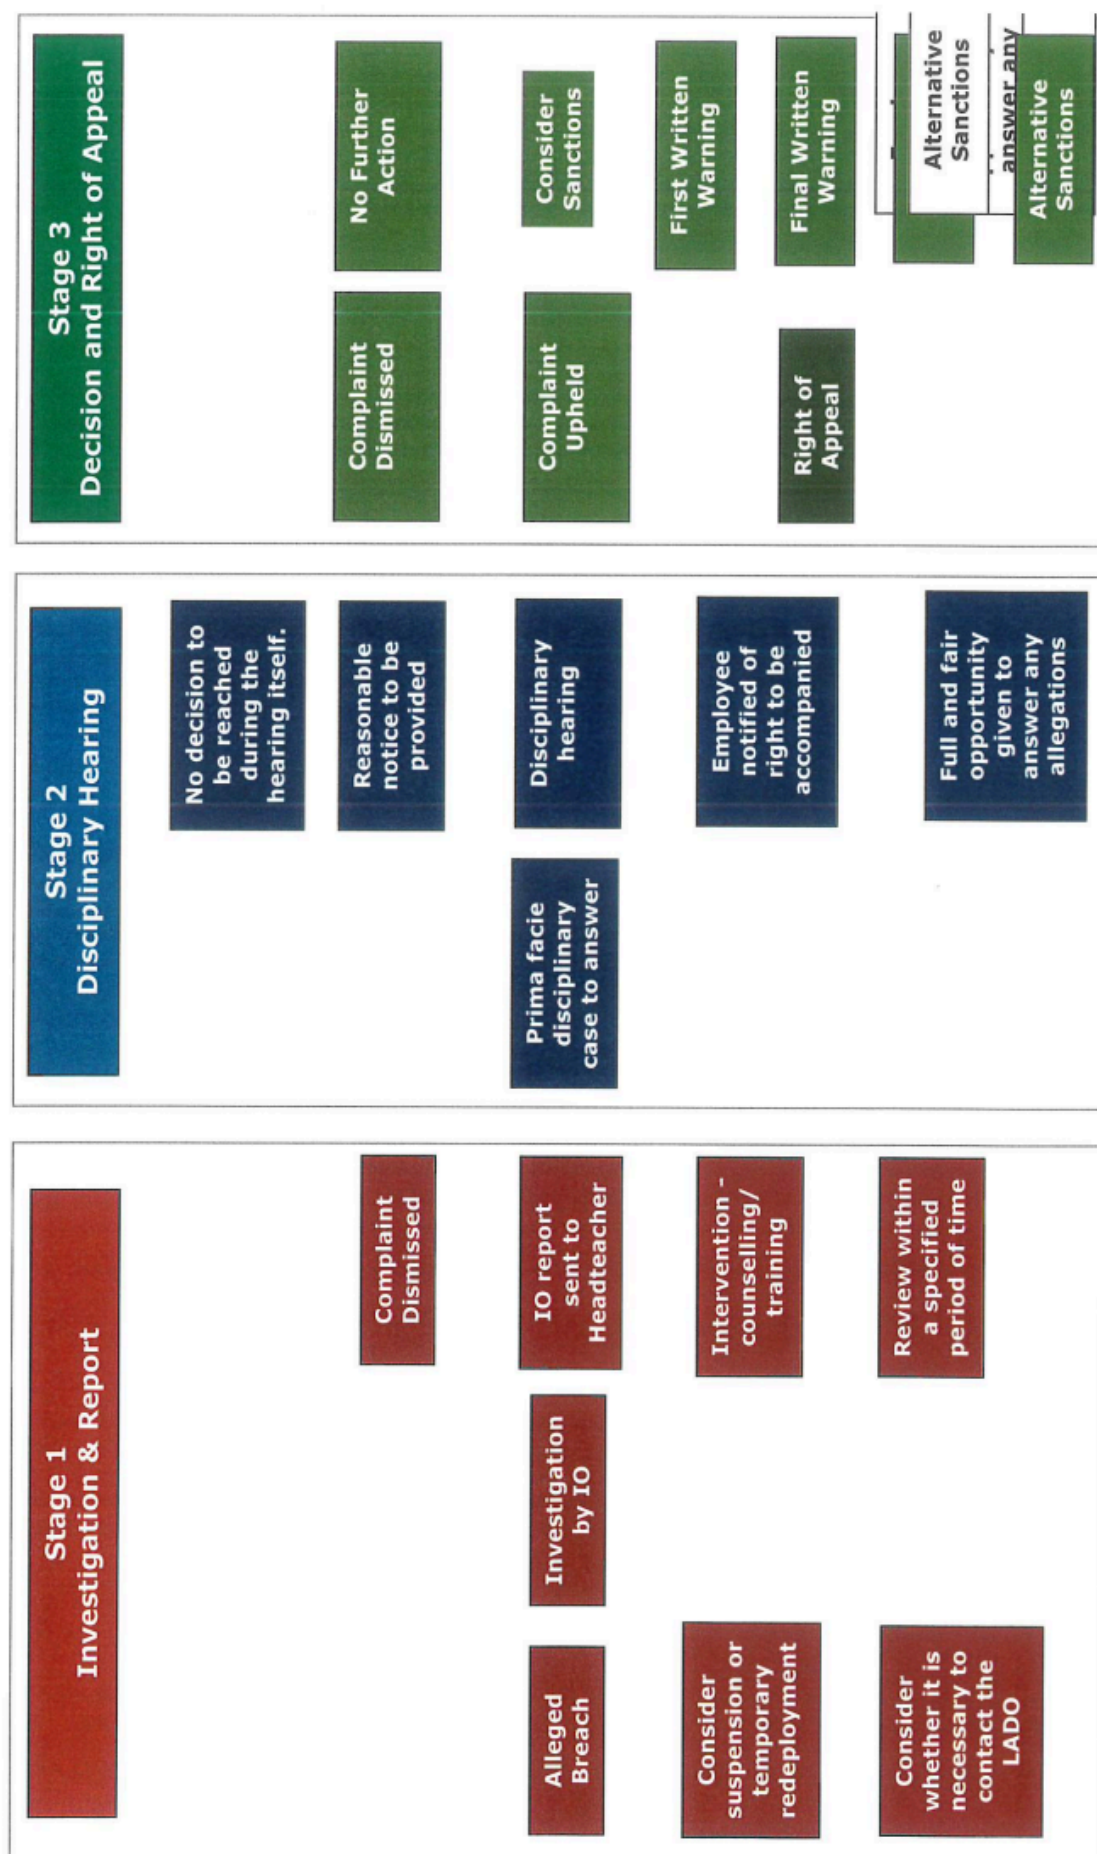 Stage 1
Investigation & Report
Complaint
Dismissed
Alleged
Breach
Investigation
by IO
IO report
sent to
Headteacher
Consider
suspension or
temporary
redeployment
Intervention –
counselling/
training
Consider
whether it is
necessary to
contact the
LADO
Review within
a specified
period of time
Stage 2
Disciplinary Hearing
No decision to
be reached
during the
hearing itself.
Reasonable
notice to be
provided
Prima facie
disciplinary
case to answer
Disciplinary
hearing
Employee
notified of
right to be
accompanied
Full and fair
opportunity
given to
answer any
allegations
Stage 3
Decision and Right of Appeal
Complaint
Dismissed
No Further
Action
Complaint
Upheld
Consider
Sanctions
First Written
Warning
Right of
Appeal
Final Written
Warning
Alternative
Sanctions
answer any
Alternative
Sanctions